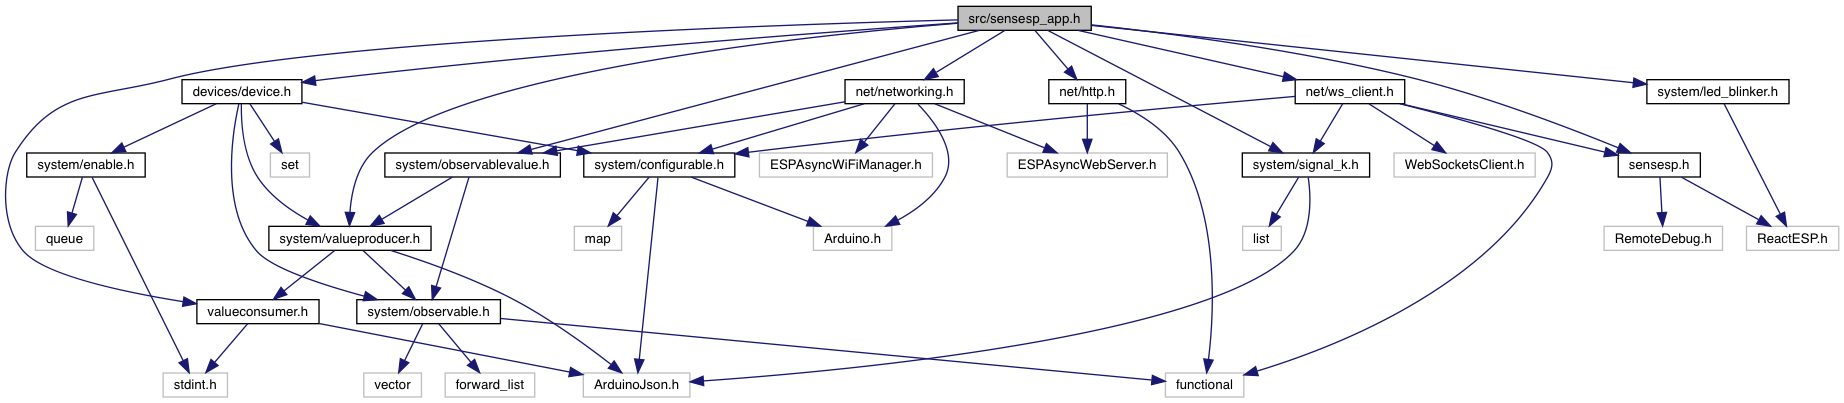 src/sensesp_app.h
devices/device.h
net/networking.h
net/http.h
net/ws_client.h
system/led_blinker.h
system/enable.h
set
system/observablevalue.h
system/configurable.h
ESPAsyncWiFiManager.h
ESPAsyncWebServer.h
system/signal_k.h
WebSocketsClient.h
sensesp.h
queue
system/valueproducer.h
map
Arduino.h
list
RemoteDebug.h
ReactESP.h
valueconsumer.h
system/observable.h
stdint.h
vector
forward_list
ArduinoJson.h
functional